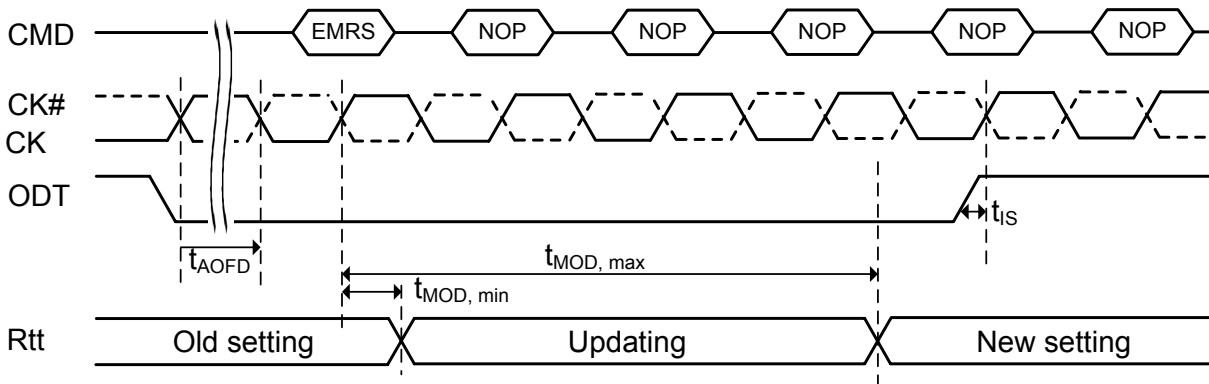 CMD EMRS NOP NOP NOP NOP NOP
CK#
CK
ODT
tIS
tAOFD
tMOD, max
tMOD, min
Rtt Old setting Updating New setting